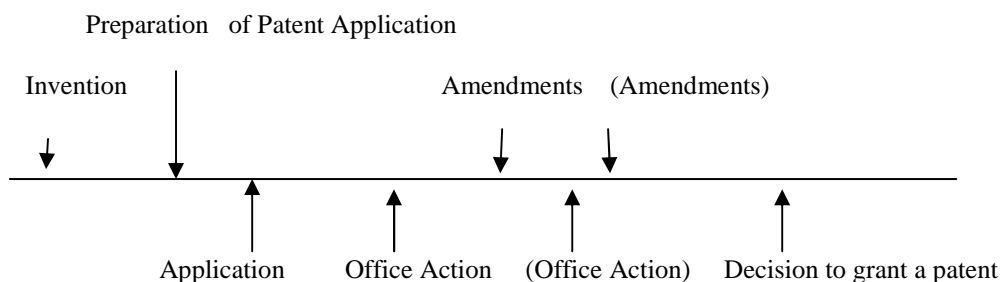 Preparation of Patent Application
Invention Amendments (Amendments)
Application Office Action (Office Action) Decision to grant a patent